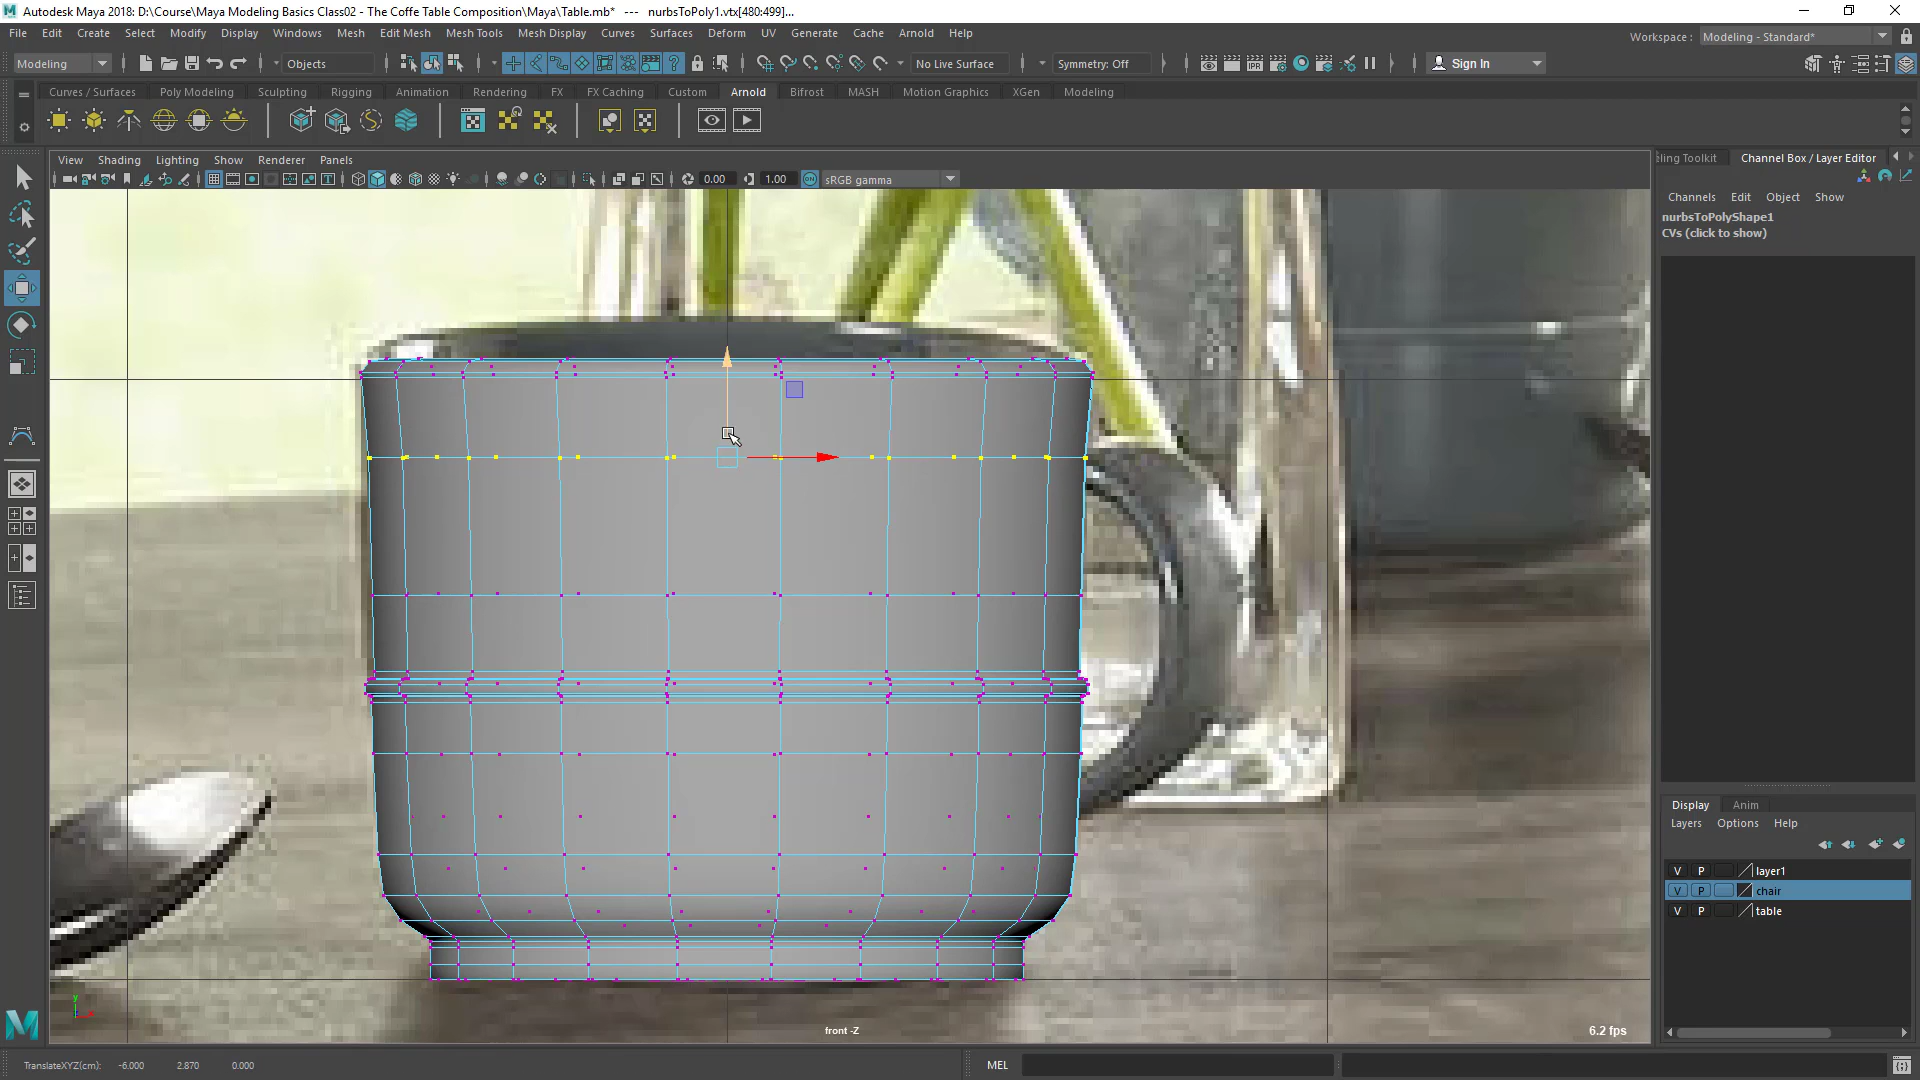 Autodesk Maya 2018: D:\Course\Maya Modeling Basics Class02 - The Coffe Table Composition\Maya\Table.mb* --- nurbsToPoly1.vtx[480:499]...
File Edit Create Select Modify Display Windows Mesh Edit Mesh Mesh Tools Mesh Display Curves Surfaces Deform UV Generate Cache Arnold Help
Workspace : Modeling - Standard*
Modeling Objects No Live Surface Symmetry: Off Sign In
Curves / Surfaces Poly Modeling Sculpting Rigging Animation Rendering FX FX Caching Custom Arnold Bifrost MASH Motion Graphics XGen Modeling
View Shading Lighting Show Renderer Panels
eling Toolkit Channel Box / Layer Editor
0.00 1.00 sRGB gamma
Channels Edit Object Show
nurbsToPolyShape1
CVs (click to show)
Display Anim
Layers Options Help
V P layer1
V P chair
V P table
front -Z
6.2 fps
TranslateXYZ(cm): -6.000 2.870 0.000
MEL